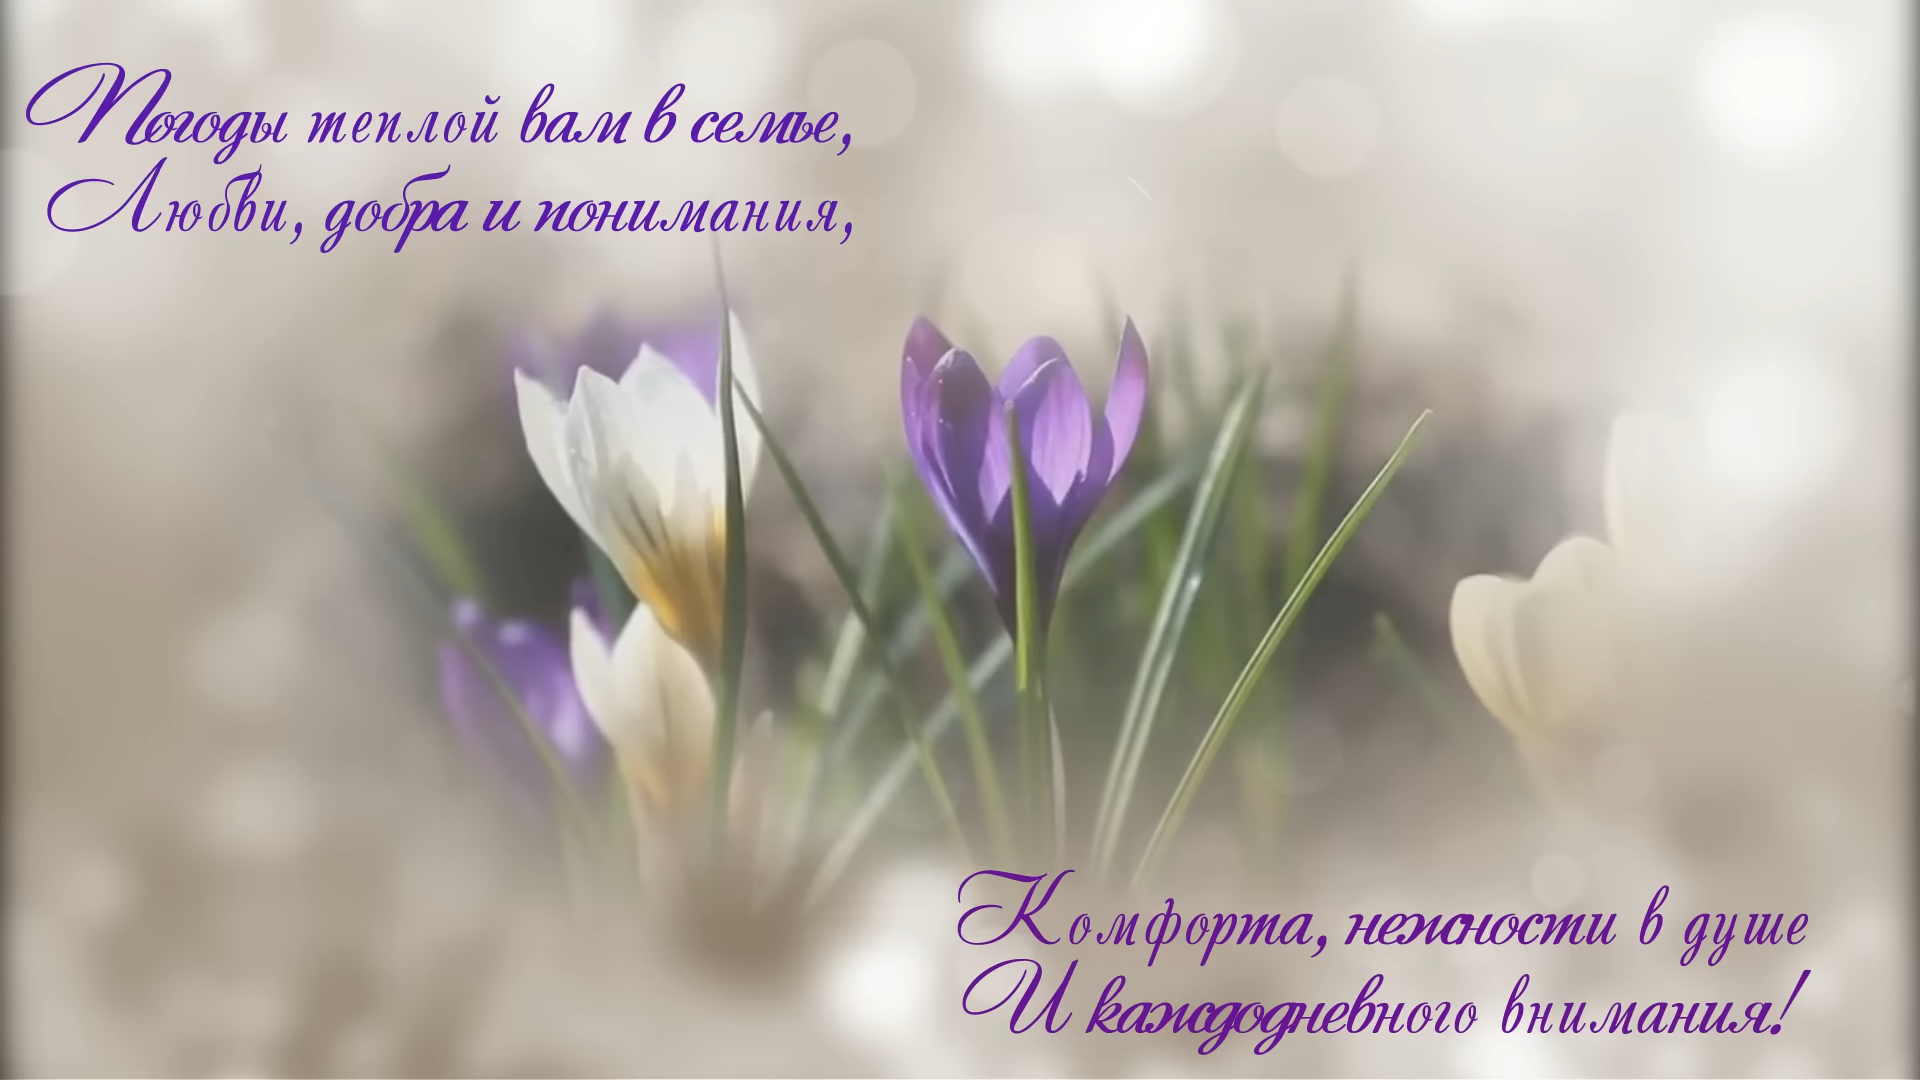 Погоды теплой вам в семье,
Любви, добра и понимания,
Комфорта, нежности в душе
И каждодневного внимания!